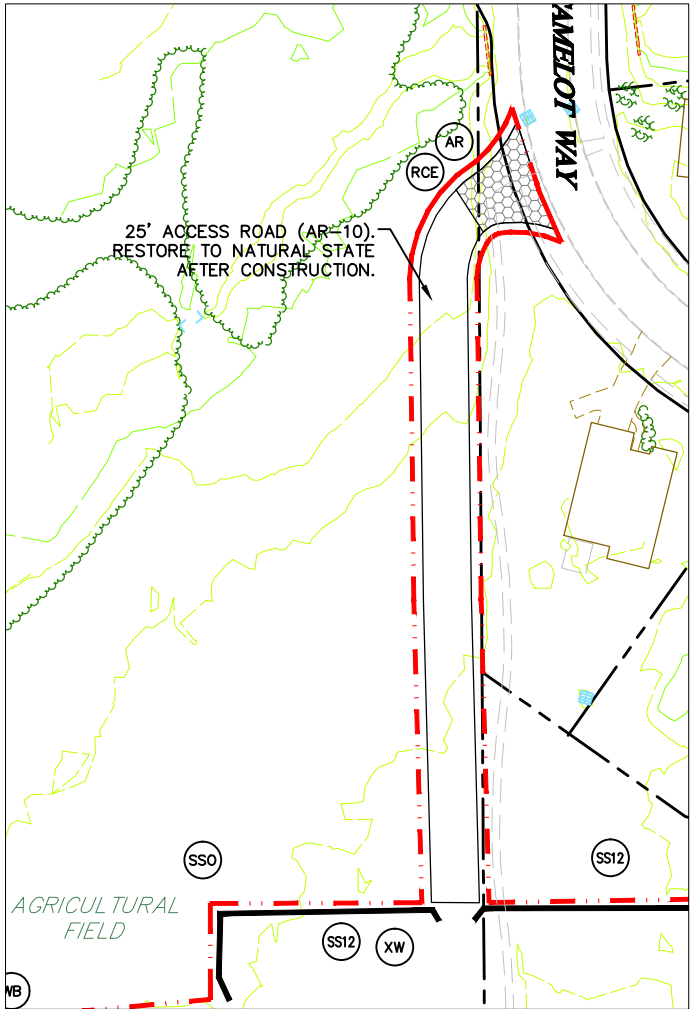 AMELOT WAY
AR
RCE
25' ACCESS ROAD (AR-10).
RESTORE TO NATURAL STATE
AFTER CONSTRUCTION.
SSO
SS12
AGRICULTURAL
FIELD
SS12
XW
WB